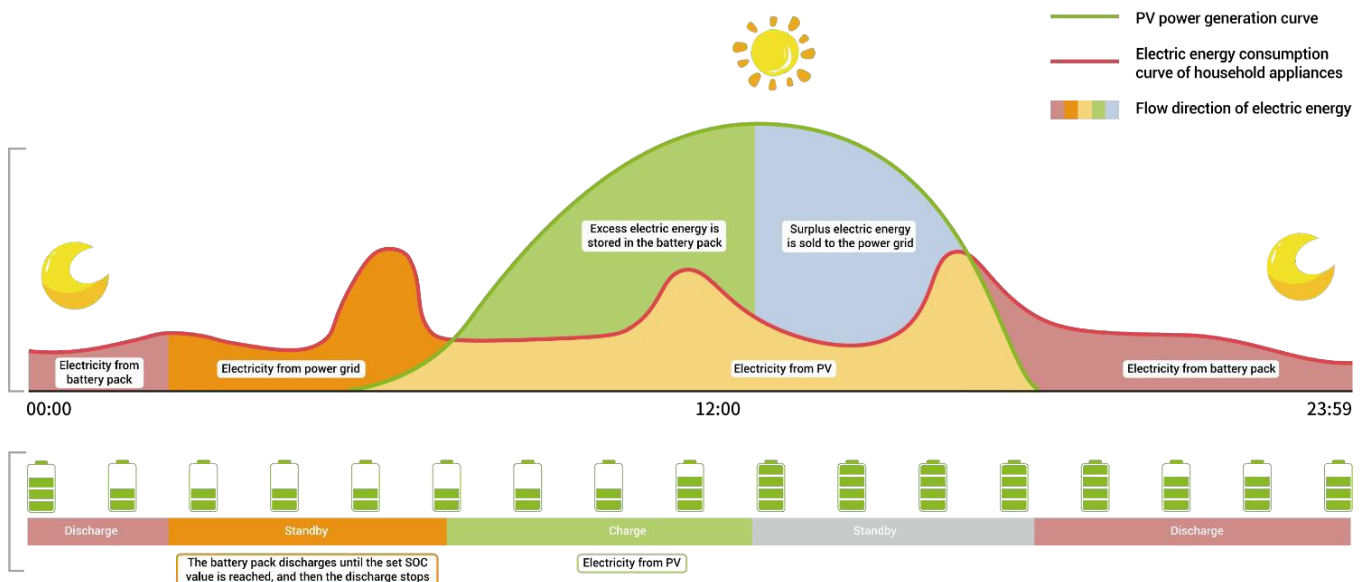 PV power generation curve
Electric energy consumption
curve of household appliances
Flow direction of electric energy
Excess electric energy is
stored in the battery pack
Surplus electric energy
is sold to the power grid
Electricity from
battery pack
Electricity from power grid
Electricity from PV
Electricity from battery pack
00:00
12:00
23:59
Discharge
Standby
Charge
Standby
Discharge
The battery pack discharges until the set SOC
value is reached, and then the discharge stops
Electricity from PV